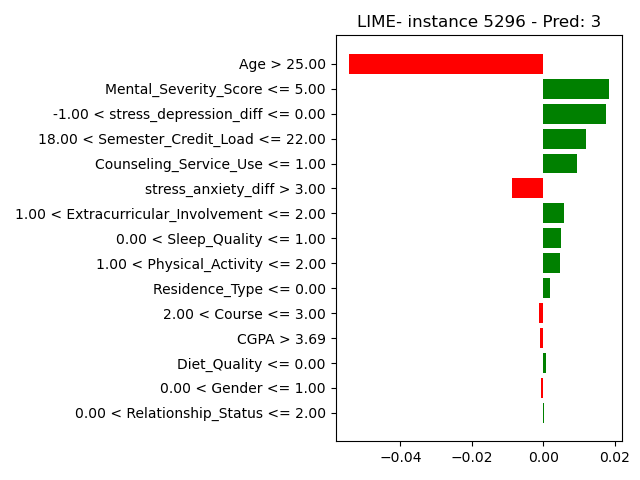 LIME- instance 5296 - Pred: 3
Age > 25.00
Mental_Severity_Score <= 5.00
-1.00 < stress_depression_diff <= 0.00
18.00 < Semester_Credit_Load <= 22.00
Counseling_Service_Use <= 1.00
stress_anxiety_diff > 3.00
1.00 < Extracurricular_Involvement <= 2.00
0.00 < Sleep_Quality <= 1.00
1.00 < Physical_Activity <= 2.00
Residence_Type <= 0.00
2.00 < Course <= 3.00
CGPA > 3.69
Diet_Quality <= 0.00
0.00 < Gender <= 1.00
0.00 < Relationship_Status <= 2.00
−0.04 −0.02 0.00 0.02